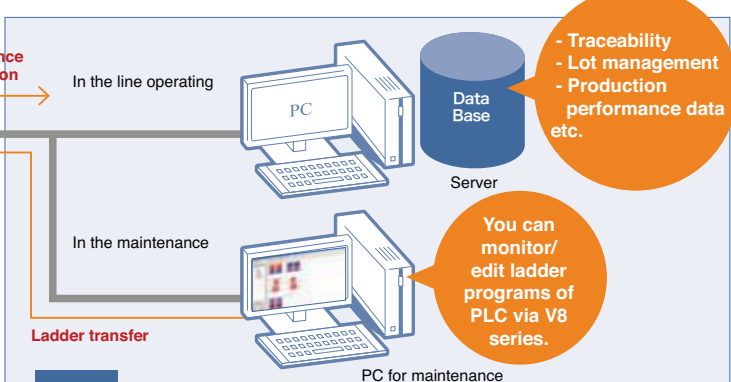 In the line operating
PC
Data
Base
Server
- Traceability
- Lot management
- Production
performance data
etc.
In the maintenance
You can
monitor/
edit ladder
programs of
PLC via V8
series.
Ladder transfer
PC for maintenance